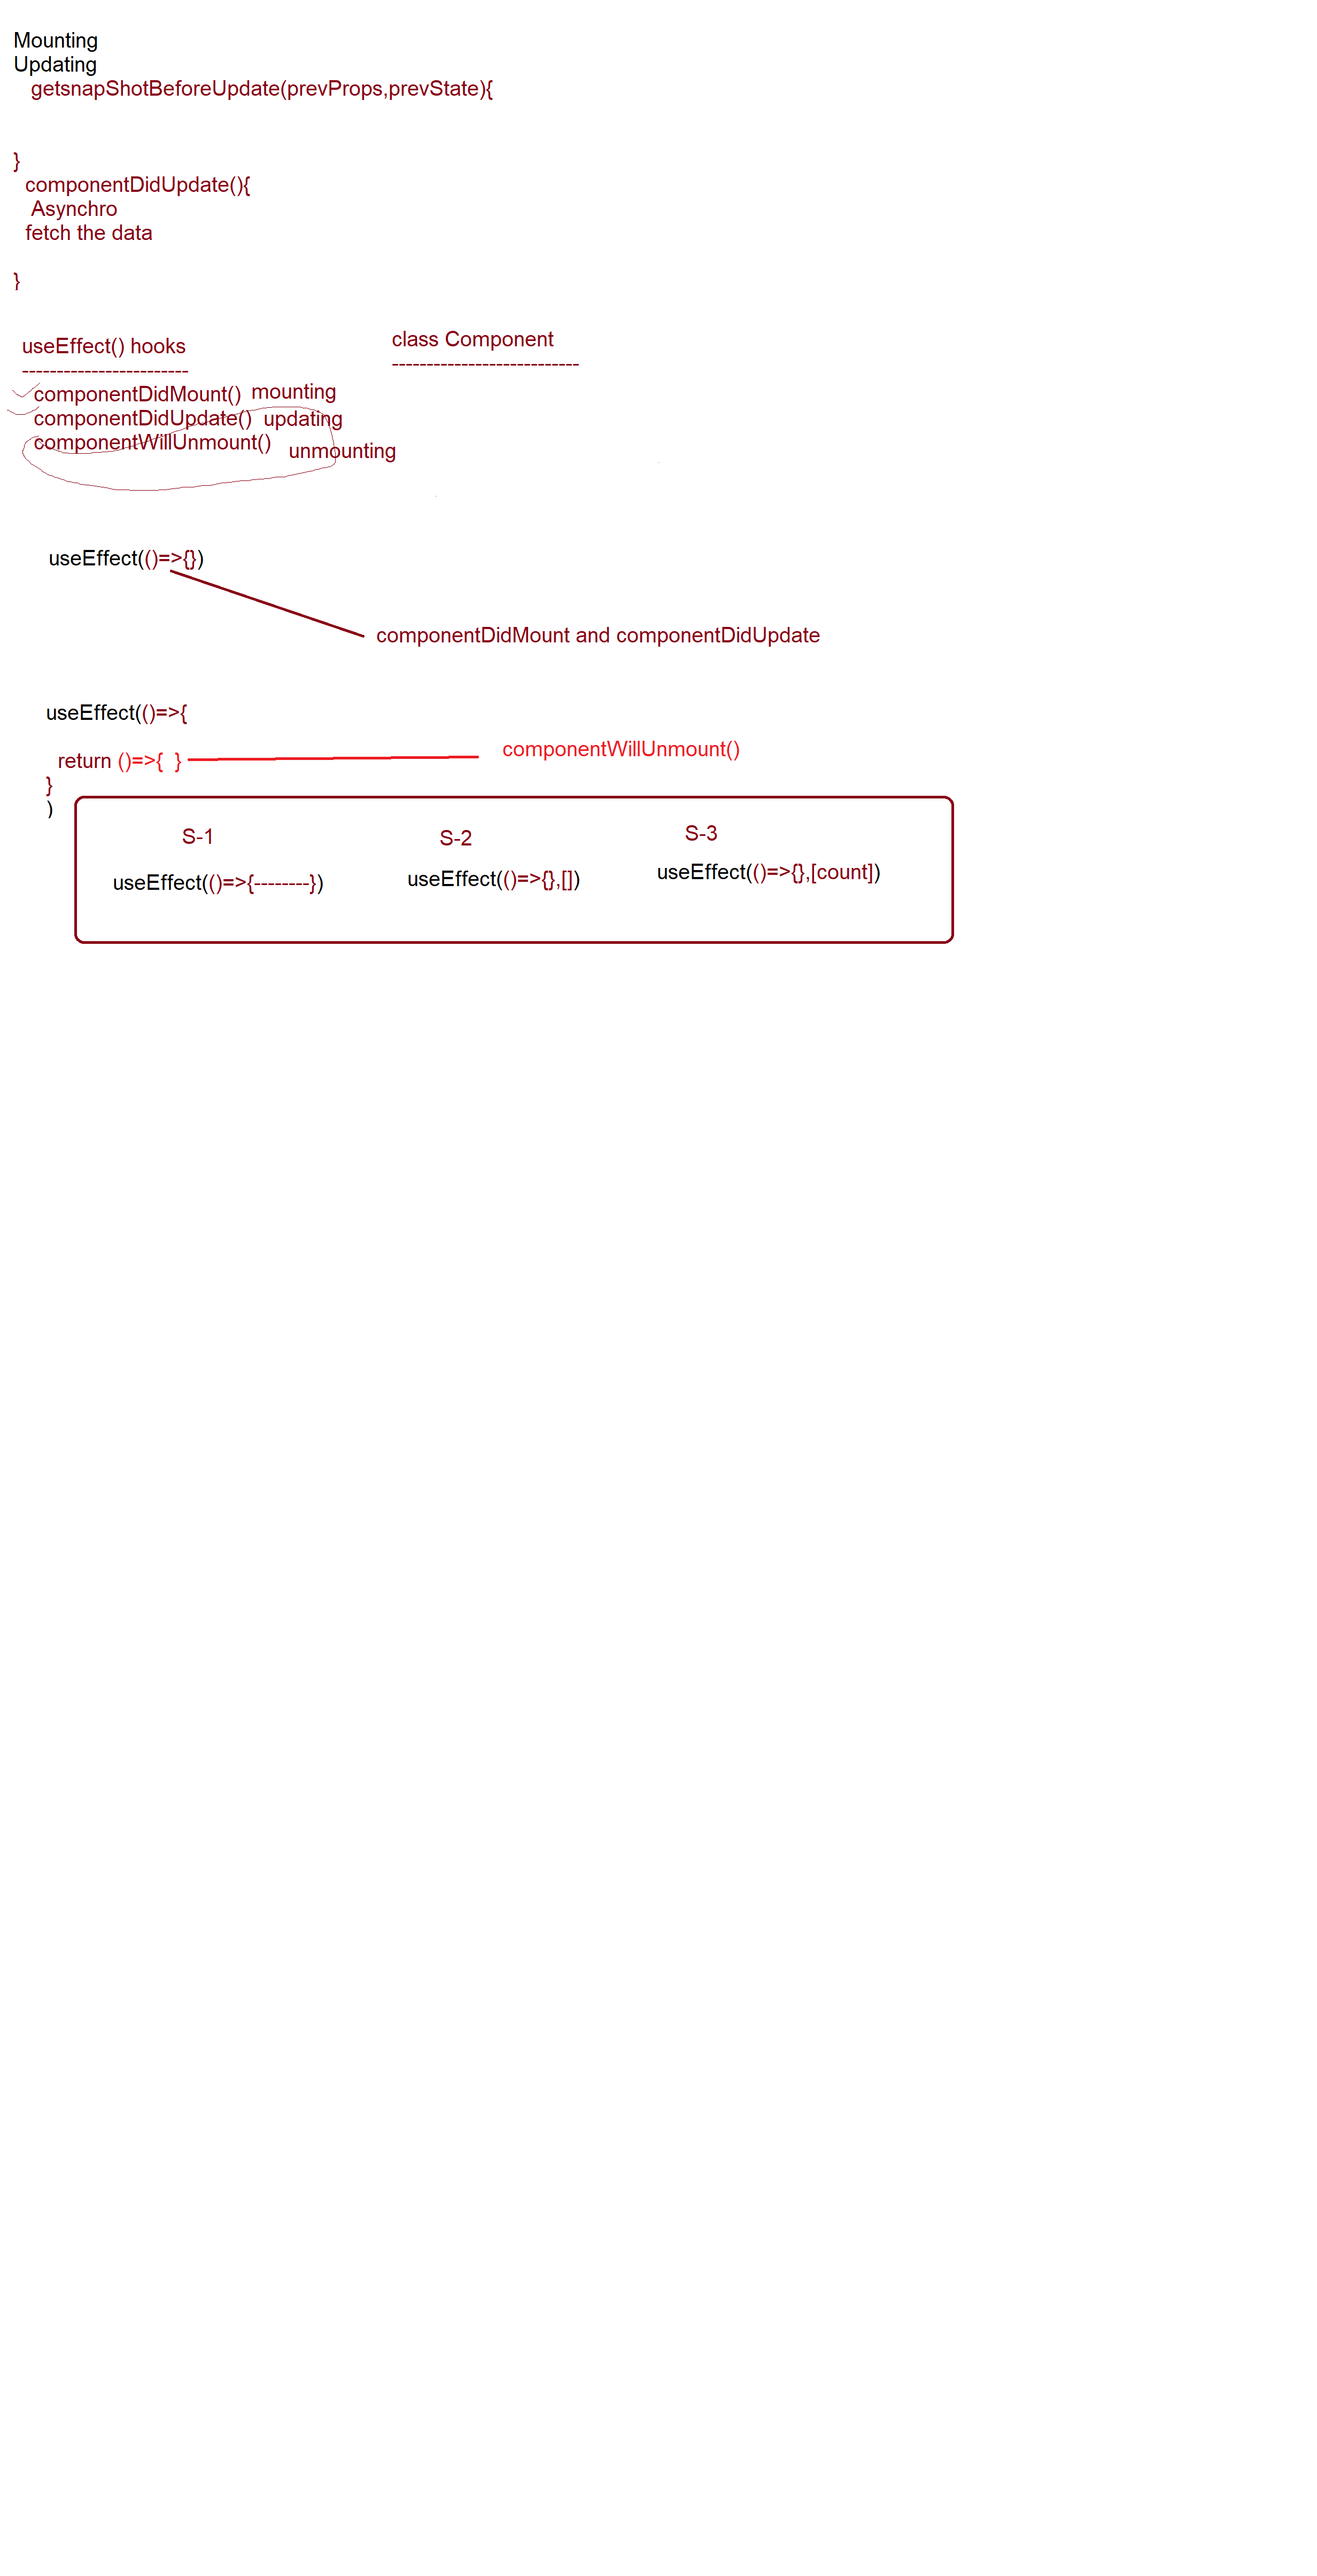 Mounting
Updating
getsnapShotBeforeUpdate(prevProps,prevState){
}
componentDidUpdate(){
Asynchro
fetch the data
}
useEffect() hooks
------------------------
class Component
---------------------------
componentDidMount() mounting
componentDidUpdate() updating
componentWillUnmount() unmounting
useEffect(()=>{})
componentDidMount and componentDidUpdate
useEffect(()=>{
return ()=>{  }
componentWillUnmount()
}
)
S-1
S-2
S-3
useEffect(()=>{--------})
useEffect(()=>{},[])
useEffect(()=>{},[count])